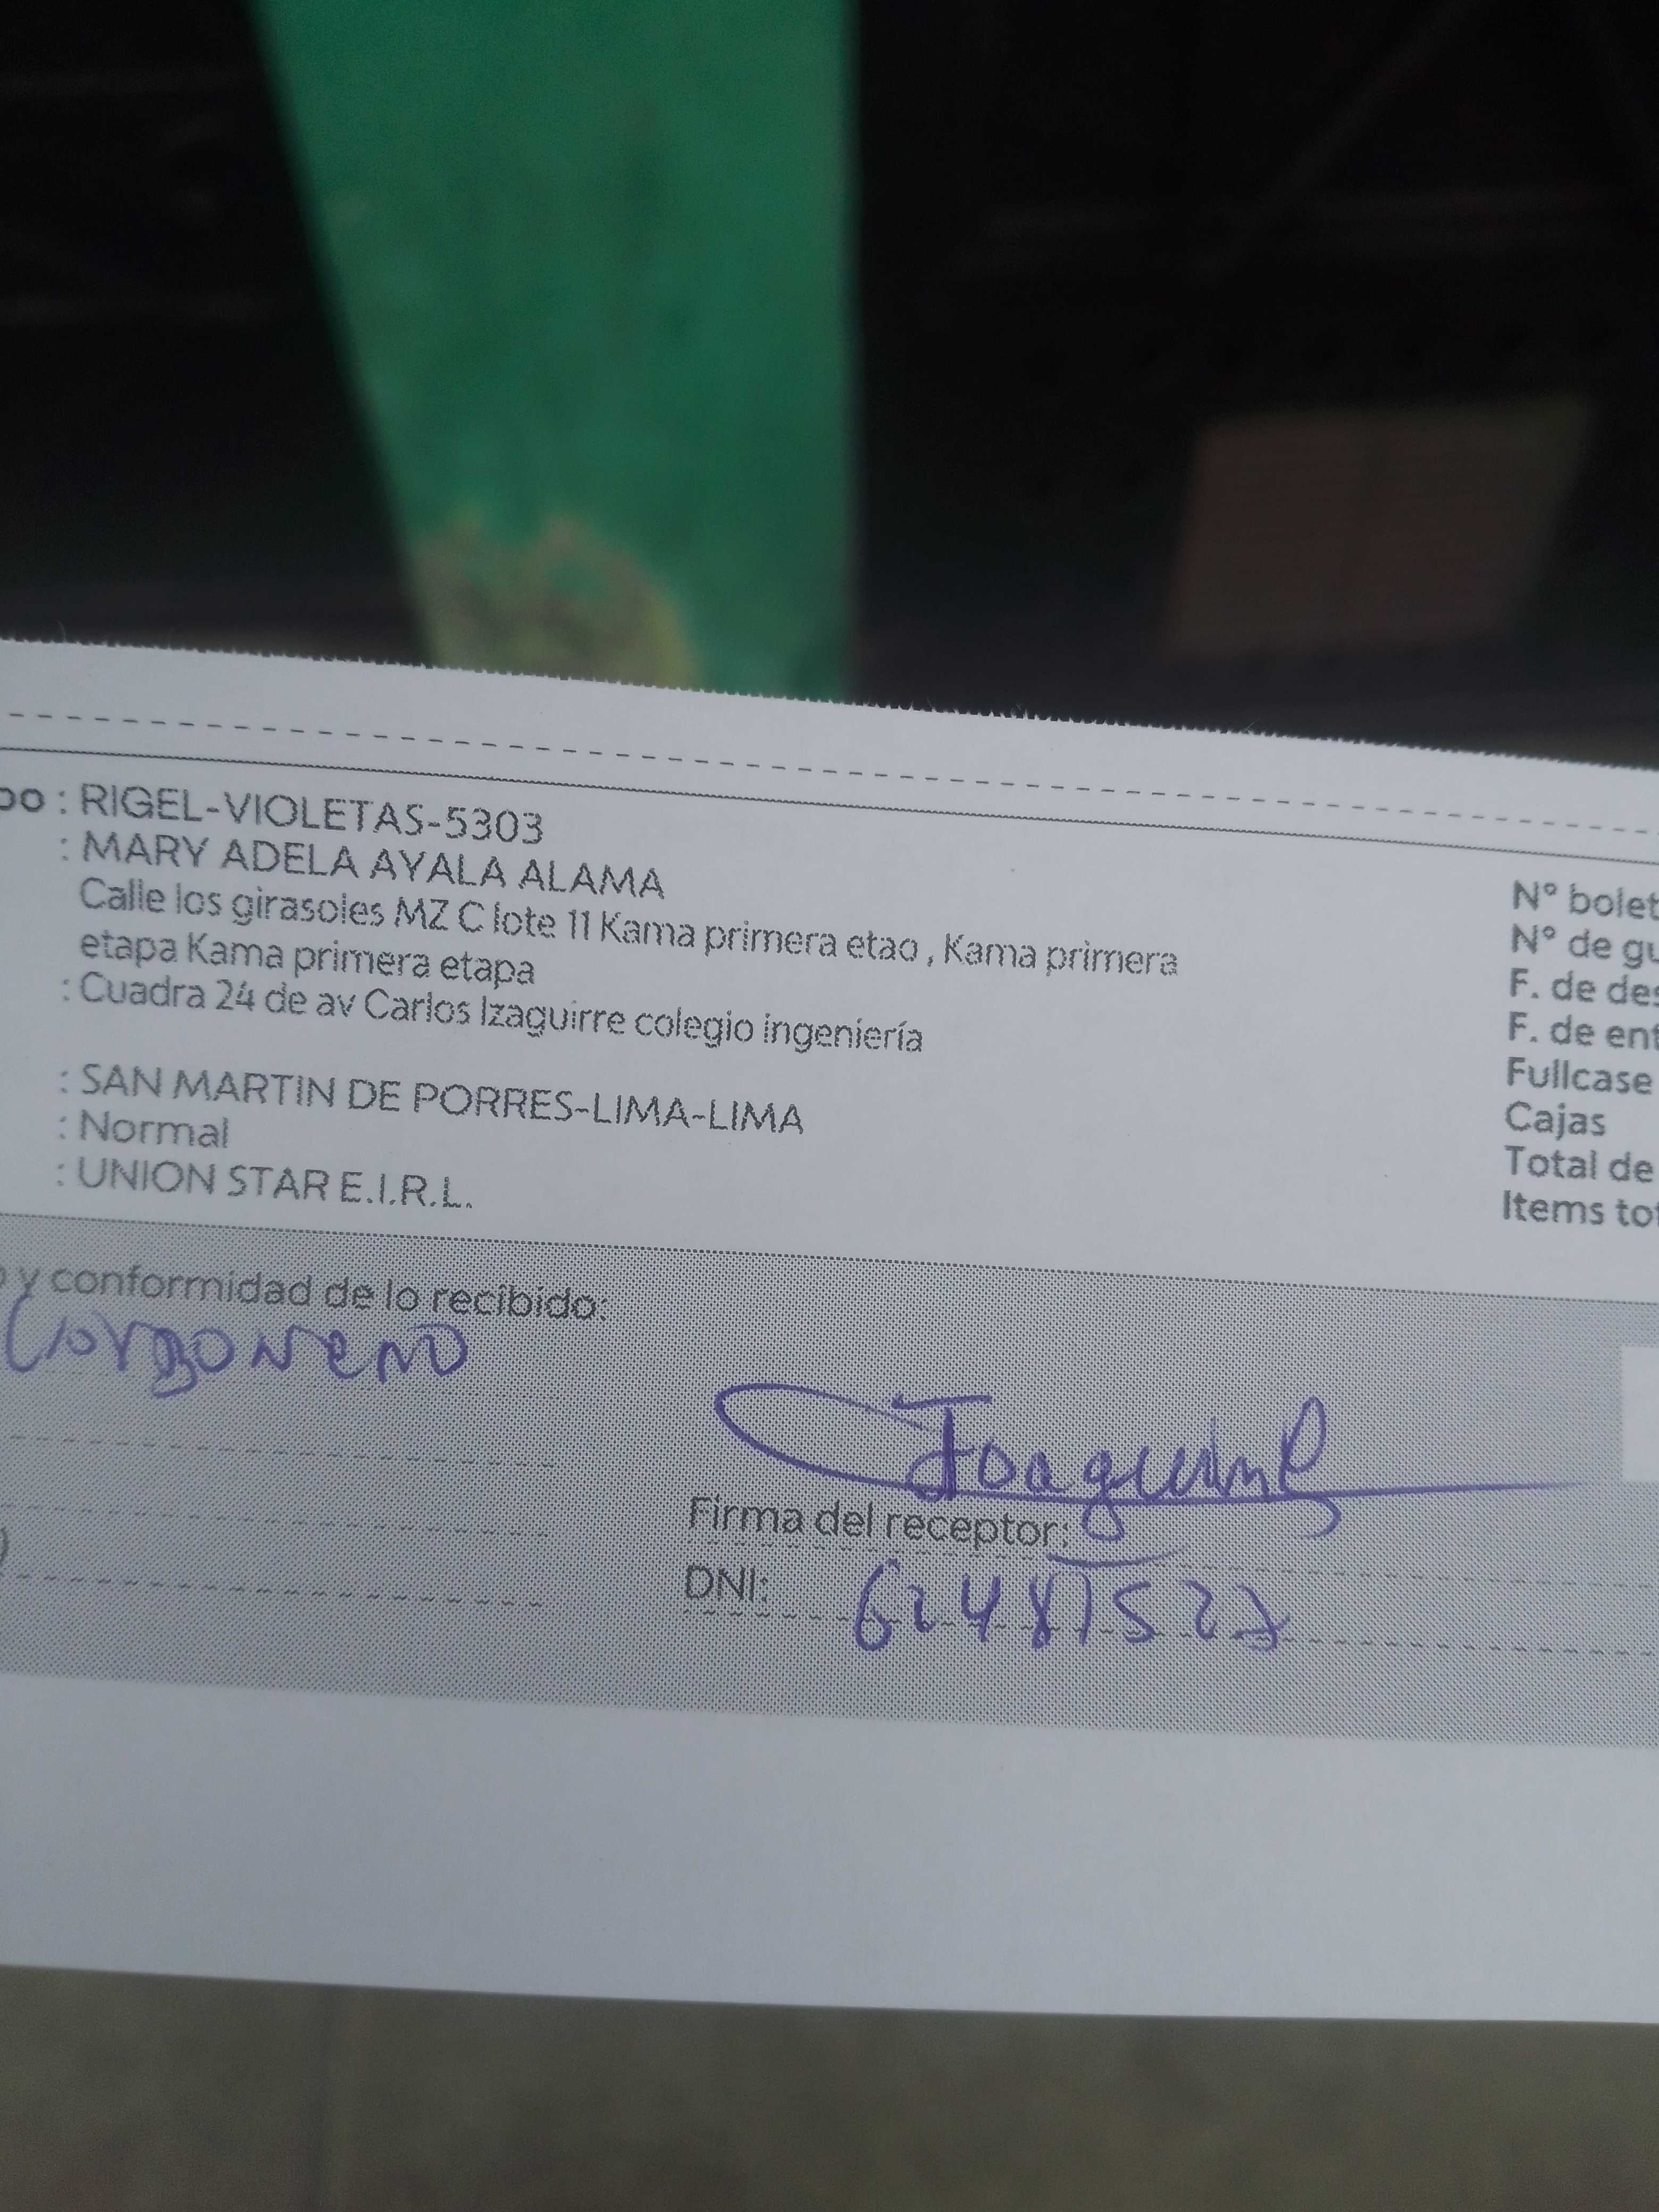 po : RIGEL-VIOLETAS-5303
: MARY ADELA AYALA ALAMA
Calle los girasoles MZ C lote 11 Kama primera etao , Kama primera
etapa Kama primera etapa
: Cuadra 24 de av Carlos Izaguirre colegio ingeniería
: SAN MARTIN DE PORRES-LIMA-LIMA
: Normal
: UNION STAR E.I.R.L.
N° bolet
N° de gu
F. de des
F. de ent
Fullcase
Cajas
Total de
Items tot
o y conformidad de lo recibido:
Firma del receptor:
DNI: 62481527